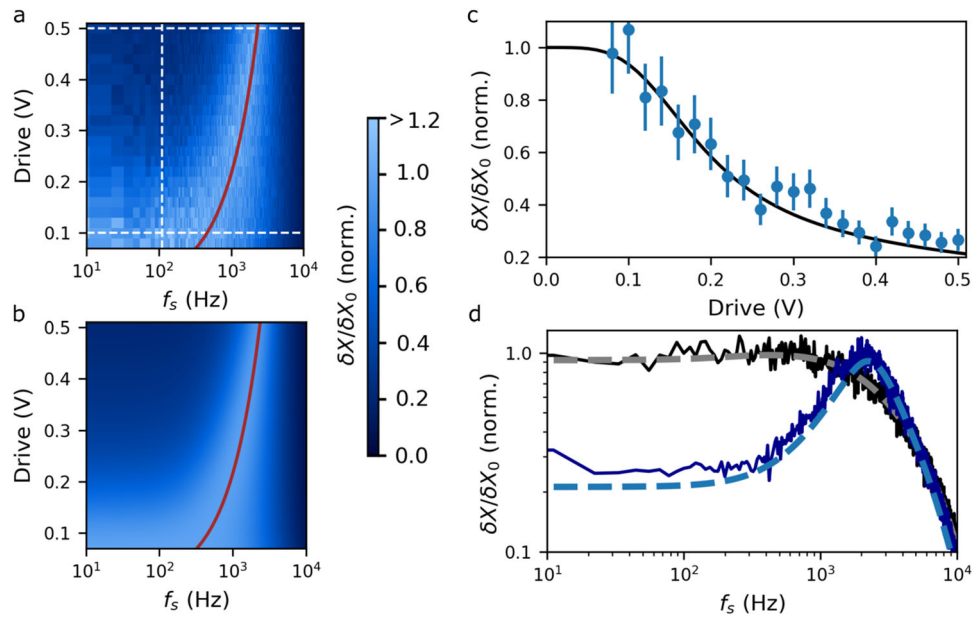 a
0.5
0.4
0.3
0.2
0.1
Drive (V)
10¹ 10² 10³ 10⁴
fₛ (Hz)
b
0.5
0.4
0.3
0.2
0.1
Drive (V)
10¹ 10² 10³ 10⁴
fₛ (Hz)
>1.2
1.0
0.8
0.6
0.4
0.2
0.0
δX/δX₀ (norm.)
c
1.0
0.8
0.6
0.4
0.2
δX/δX₀ (norm.)
0.0 0.1 0.2 0.3 0.4 0.5
Drive (V)
d
1.0
0.1
δX/δX₀ (norm.)
10¹ 10² 10³ 10⁴
fₛ (Hz)